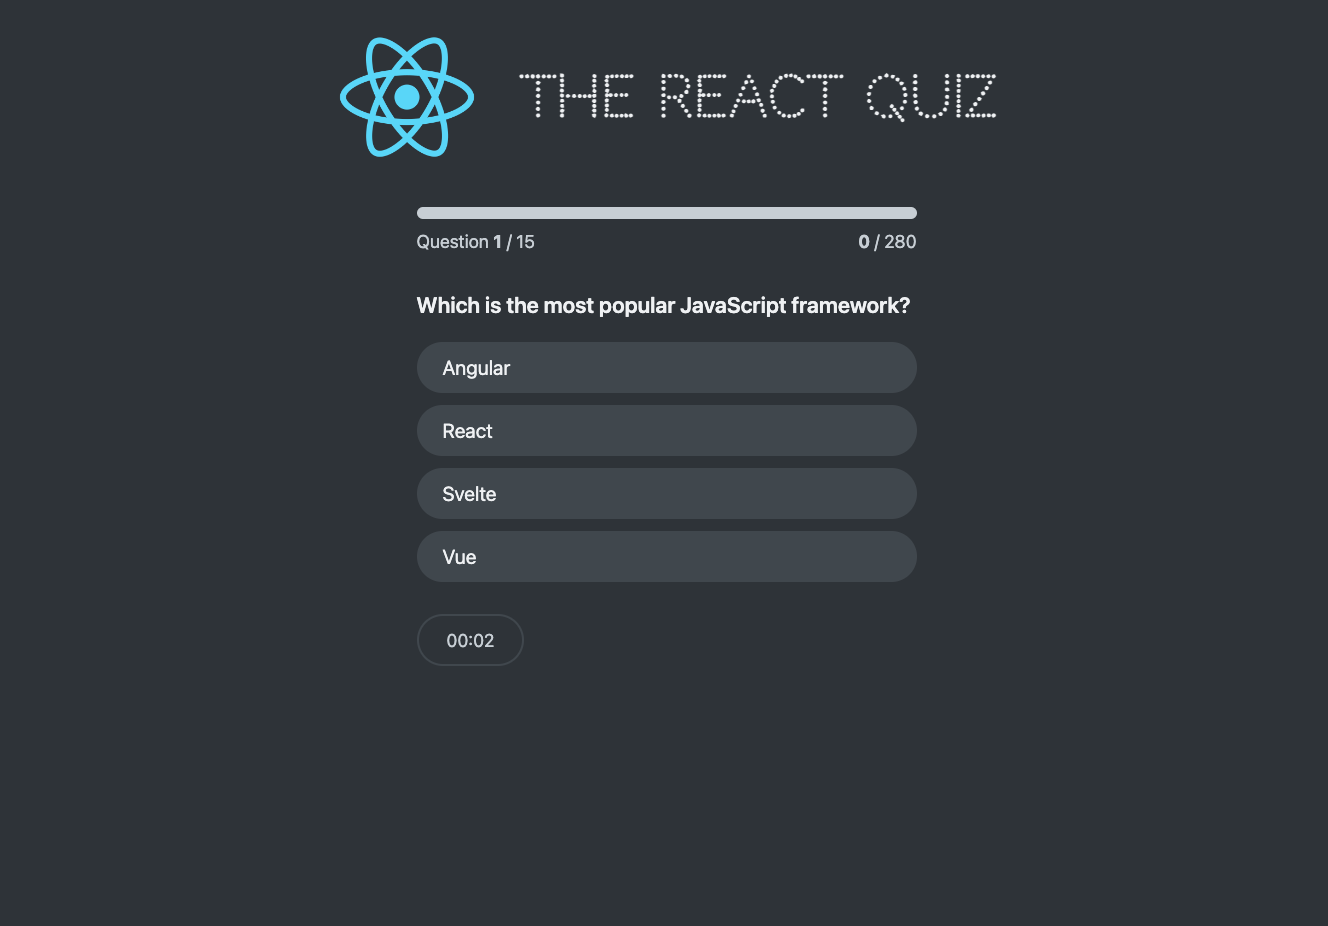 THE REACT QUIZ
Question 1 / 15
0 / 280
Which is the most popular JavaScript framework?
Angular
React
Svelte
Vue
00:02